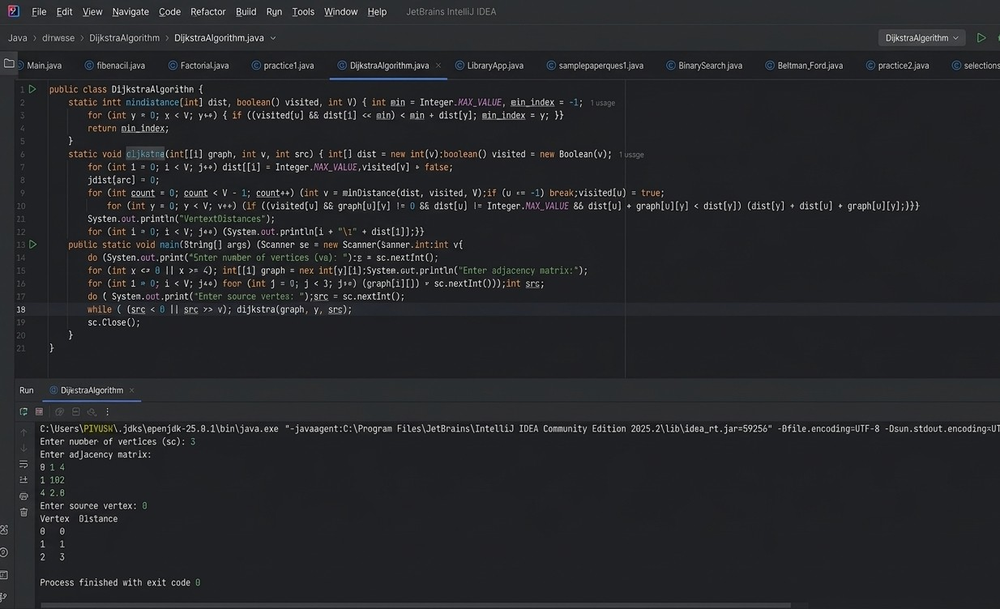 File Edit View Navigate Code Refactor Build Run Tools Window Help JetBrains IntelliJ IDEA
Java > dirwese > DijkstraAlgorithm > DijkstraAlgorithm.java
DijkstraAlgerithm
Main.java fibenacil.java Factorial.java practice1.java DijkstraAlgorithm.java × LibraryApp.java samplepaperques1.java BinarySearch.java Beltman_Ford.java practice2.java selections
1 public class DijkstraAlgorithm {
2 static intt mindiatance[int] dist, boolean() visited, int V) { int min = Integer.MAX_VALUE, min_index = -1; 1 usage
3 for (int y = 0; x < V; y++) { if ((visited[u] && dist[i] << min) < min + dist[y]; min_index = y; }}
4 return min_index;
5 }
6 static void (int[[i] graph, int v, int src) { int[] dist = new int(v);boolean() visited = new Boolean(v); 1 usage
7 for (int i = 0; i < V; j++) dist[[i] = Integer.MAX_VALUE,visited[v] = false;
8 jdist[arc] = 0;
9 for (int count = 0; count < V - 1; count++) (int v = minDistance(dist, visited, V);if (u == -1) break;visited[u) = true;
10 for (int y = 0; y < V; v++) (if ((visited[u && graph[u][v] != 0 && dist[u] != Integer.MAX_VALUE && dist[u] + graph[u][y] < dist[y]) (dist[y] + dist[u] + graph[u][y];}}}
21 System.out.println("VertextDistances");
12 for (int i = 0; i < V; j++) (System.out.println[i + "\1" + dist[1]];}}
13 public static void main(String[] args) (Scanner se = new Scanner(Sanner.int:int v{
14 do (System.out.print("Snter number of vertices (va): "):c = sc.nextInt();
15 for (int x <= 0 || x >= 4); int[[1] graph = nex int[y][i];System.out.println("Enter adjacency matrix:");
16 for (int 1 = 0; i < V; j++) foor (int j = 0; j < 3; j++) (graph[i][]) = sc.nextInt()));int src;
17 do ( System.out.print("Enter source vertea: ");src = sc.nextInt();
18 while ( (src < 0 || src >> v); dijkstra(graph, y, src);
19 sc.Close();
20 }
21 }
Run DijkstraAlgorithm ×
C:\Users\PIYUSH\.jdks\epenjdk-25.0.1\bin\java.exe "-javaagent:C:\Program Files\JetBrains\IntelliJ IDEA Community Edition 2025.2\lib\idea_rt.jar=59256" -Dfile.encoding=UTF-8 -Dsun.stdout.encoding=UT
Enter number of vertices (sc): 3
Enter adjacency matrix:
0 1 4
1 102
4 2.0
Enter source vertex: 0
Vertex Distance
0 0
1 1
2 3
Process finished with exit code 0